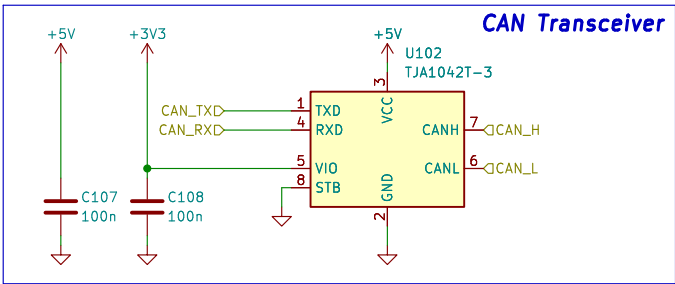 CAN Transceiver
+5V
+3V3
+5V
U102
TJA1042T-3
3
VCC
CAN_TX
1
TXD
CAN_RX
4
RXD
CANH
7
CAN_H
5
VIO
CANL
6
CAN_L
8
STB
GND
2
C107
100n
C108
100n